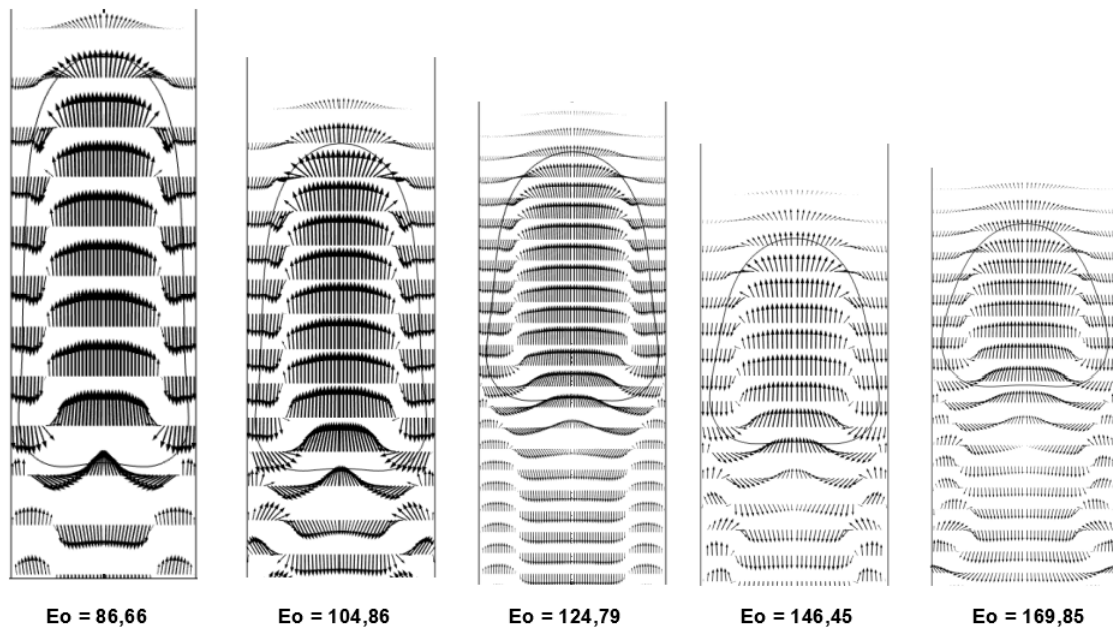 Eo = 86,66 Eo = 104,86 Eo = 124,79 Eo = 146,45 Eo = 169,85